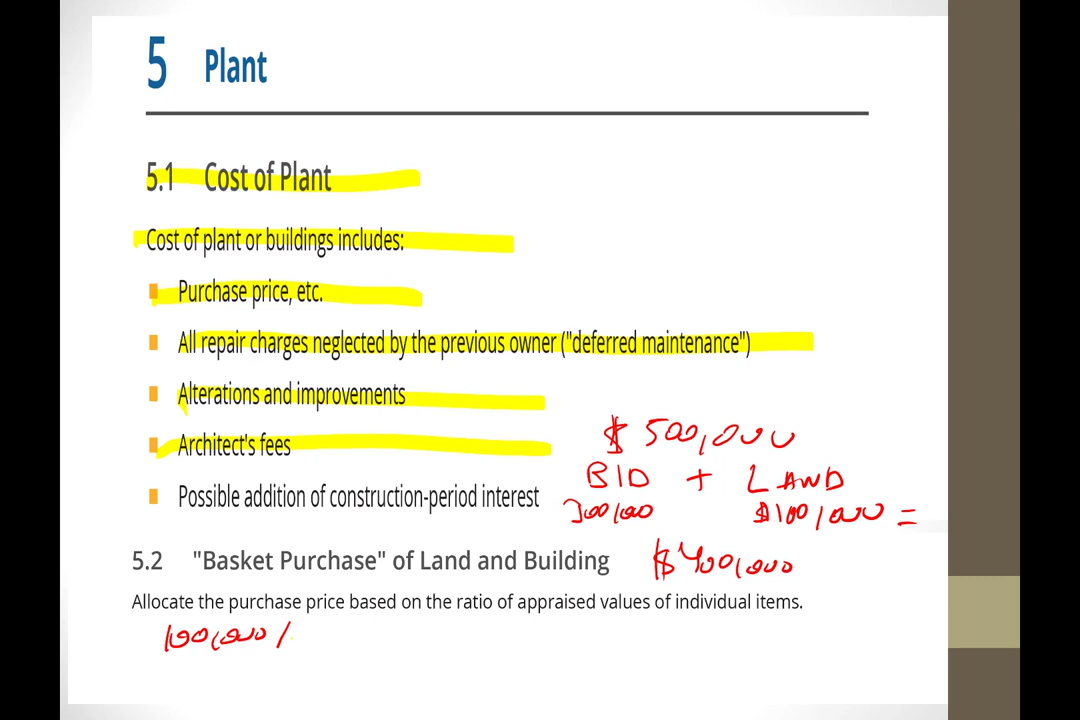 5 Plant
5.1 Cost of Plant
Cost of plant or buildings includes:
Purchase price, etc.
All repair charges neglected by the previous owner ("deferred maintenance")
Alterations and improvements
Architect's fees
$ 500,000
BID + LAND
Possible addition of construction-period interest
300,000 $100,000 =
5.2 "Basket Purchase" of Land and Building
$400,000
Allocate the purchase price based on the ratio of appraised values of individual items.
100,000 /